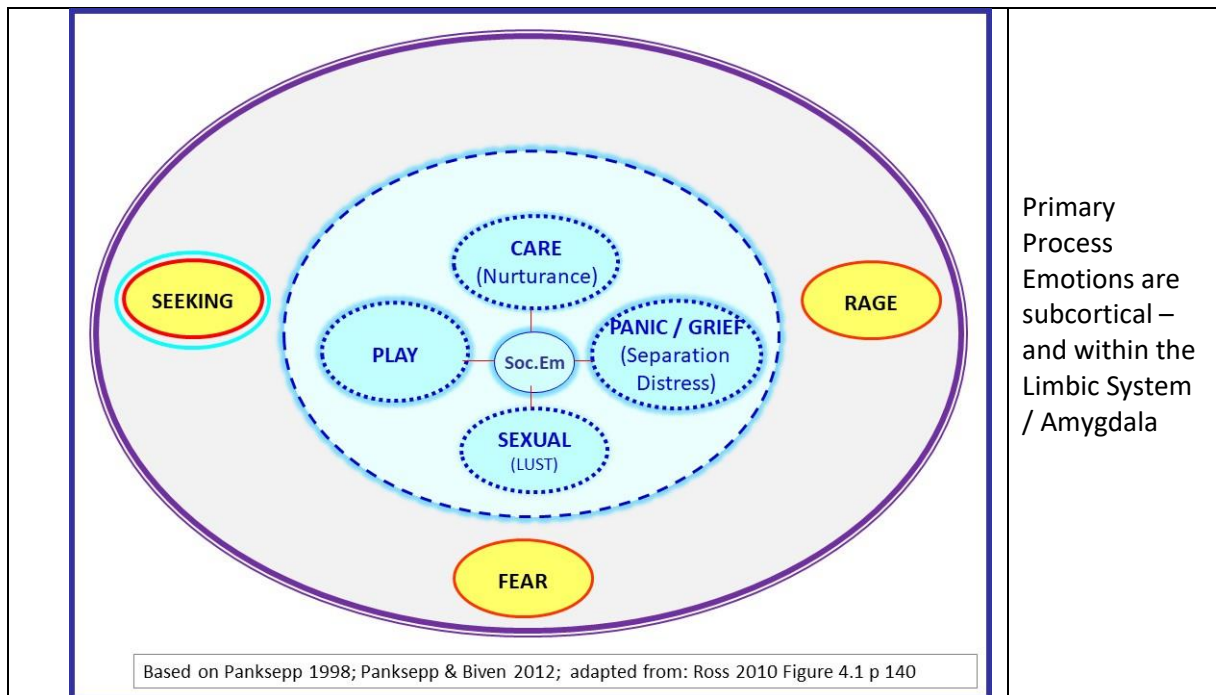 CARE
(Nurturance)
SEEKING
RAGE
PLAY
Soc.Em
PANIC / GRIEF
(Separation
Distress)
SEXUAL
(LUST)
FEAR
Based on Panksepp 1998; Panksepp & Biven 2012; adapted from: Ross 2010 Figure 4.1 p 140
Primary
Process
Emotions are
subcortical –
and within the
Limbic System
/ Amygdala